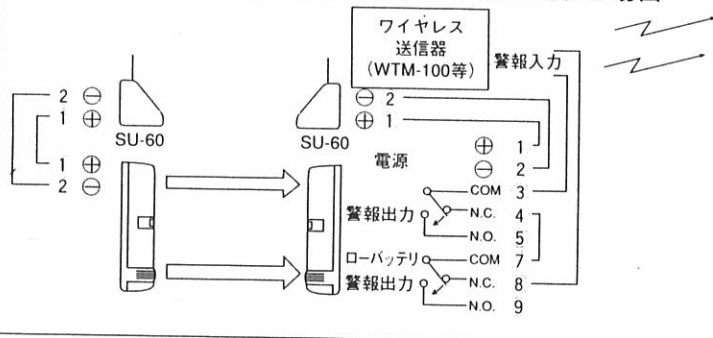 ワイヤレス
送信器
(WTM-100等)
警報入力
2 ⊖
1 ⊕
SU-60
1 ⊕
2 ⊖
⊖ 2
⊕ 1
SU-60
電源
⊕ 1
⊖ 2
COM 3
警報出力
N.C. 4
N.O. 5
ローバッテリ
COM 7
警報出力
N.C. 8
N.O. 9